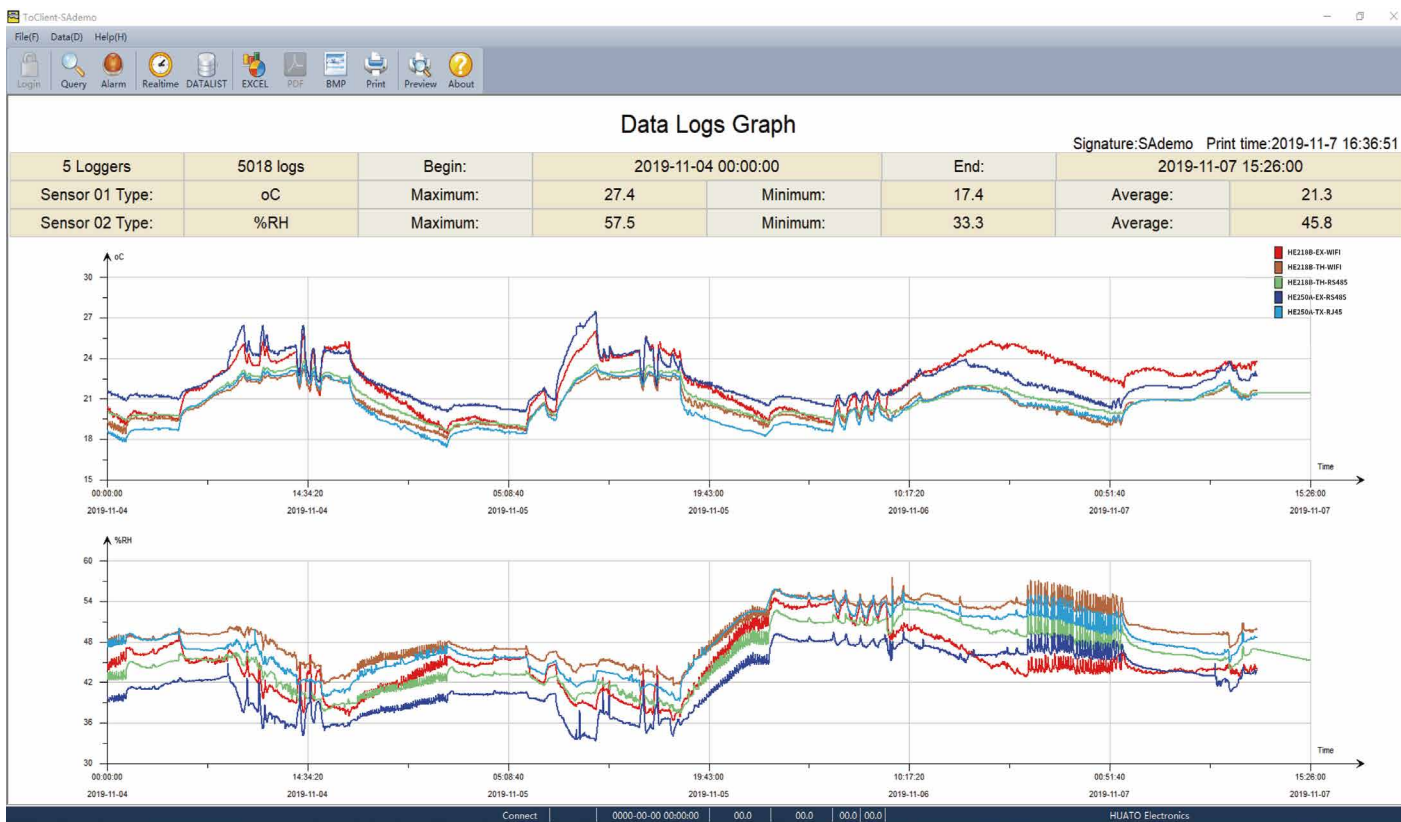 ToClient-SAdemo
File(F) Data(D) Help(H)
Login Query Alarm Realtime DATALIST EXCEL PDF BMP Print Preview About
Data Logs Graph
Signature:SAdemo Print time:2019-11-7 16:36:51
5 Loggers 5018 logs Begin: 2019-11-04 00:00:00 End: 2019-11-07 15:26:00
Sensor 01 Type: oC Maximum: 27.4 Minimum: 17.4 Average: 21.3
Sensor 02 Type: %RH Maximum: 57.5 Minimum: 33.3 Average: 45.8
oC
HE218B-EX-WIFI
HE218B-TH-WIFI
HE218B-TH-RS485
HE250A-EX-RS485
HE250A-TX-RJ45
30
27
24
21
18
15
Time
00:00:00 14:34:20 05:08:40 19:43:00 10:17:20 00:51:40 15:26:00
2019-11-04 2019-11-04 2019-11-05 2019-11-05 2019-11-06 2019-11-07 2019-11-07
%RH
60
54
48
42
36
30
Time
00:00:00 14:34:20 05:08:40 19:43:00 10:17:20 00:51:40 15:26:00
2019-11-04 2019-11-04 2019-11-05 2019-11-05 2019-11-06 2019-11-07 2019-11-07
Connect 0000-00-00 00:00:00 00.0 00.0 00.0 00.0 HUATO Electronics